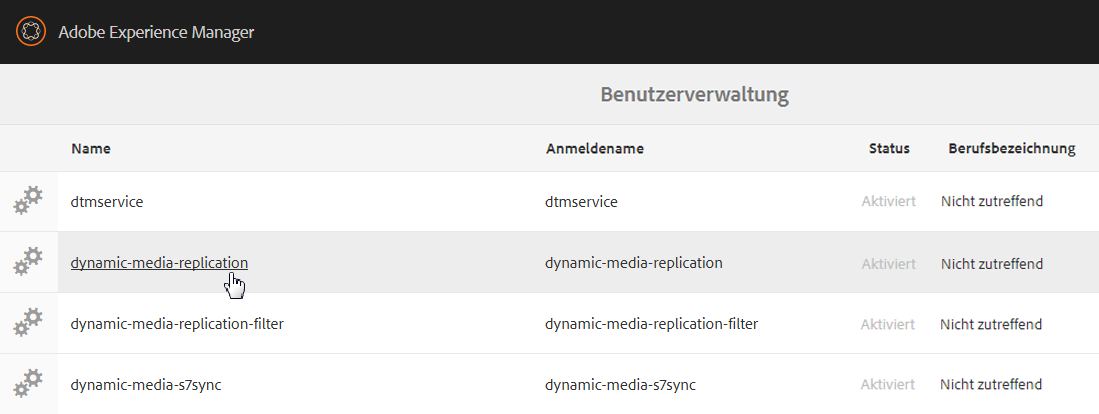 Adobe Experience Manager
Benutzerverwaltung
Name Anmeldename Status Berufsbezeichnung
dtmservice dtmservice Aktiviert Nicht zutreffend
dynamic-media-replication dynamic-media-replication Aktiviert Nicht zutreffend
dynamic-media-replication-filter dynamic-media-replication-filter Aktiviert Nicht zutreffend
dynamic-media-s7sync dynamic-media-s7sync Aktiviert Nicht zutreffend